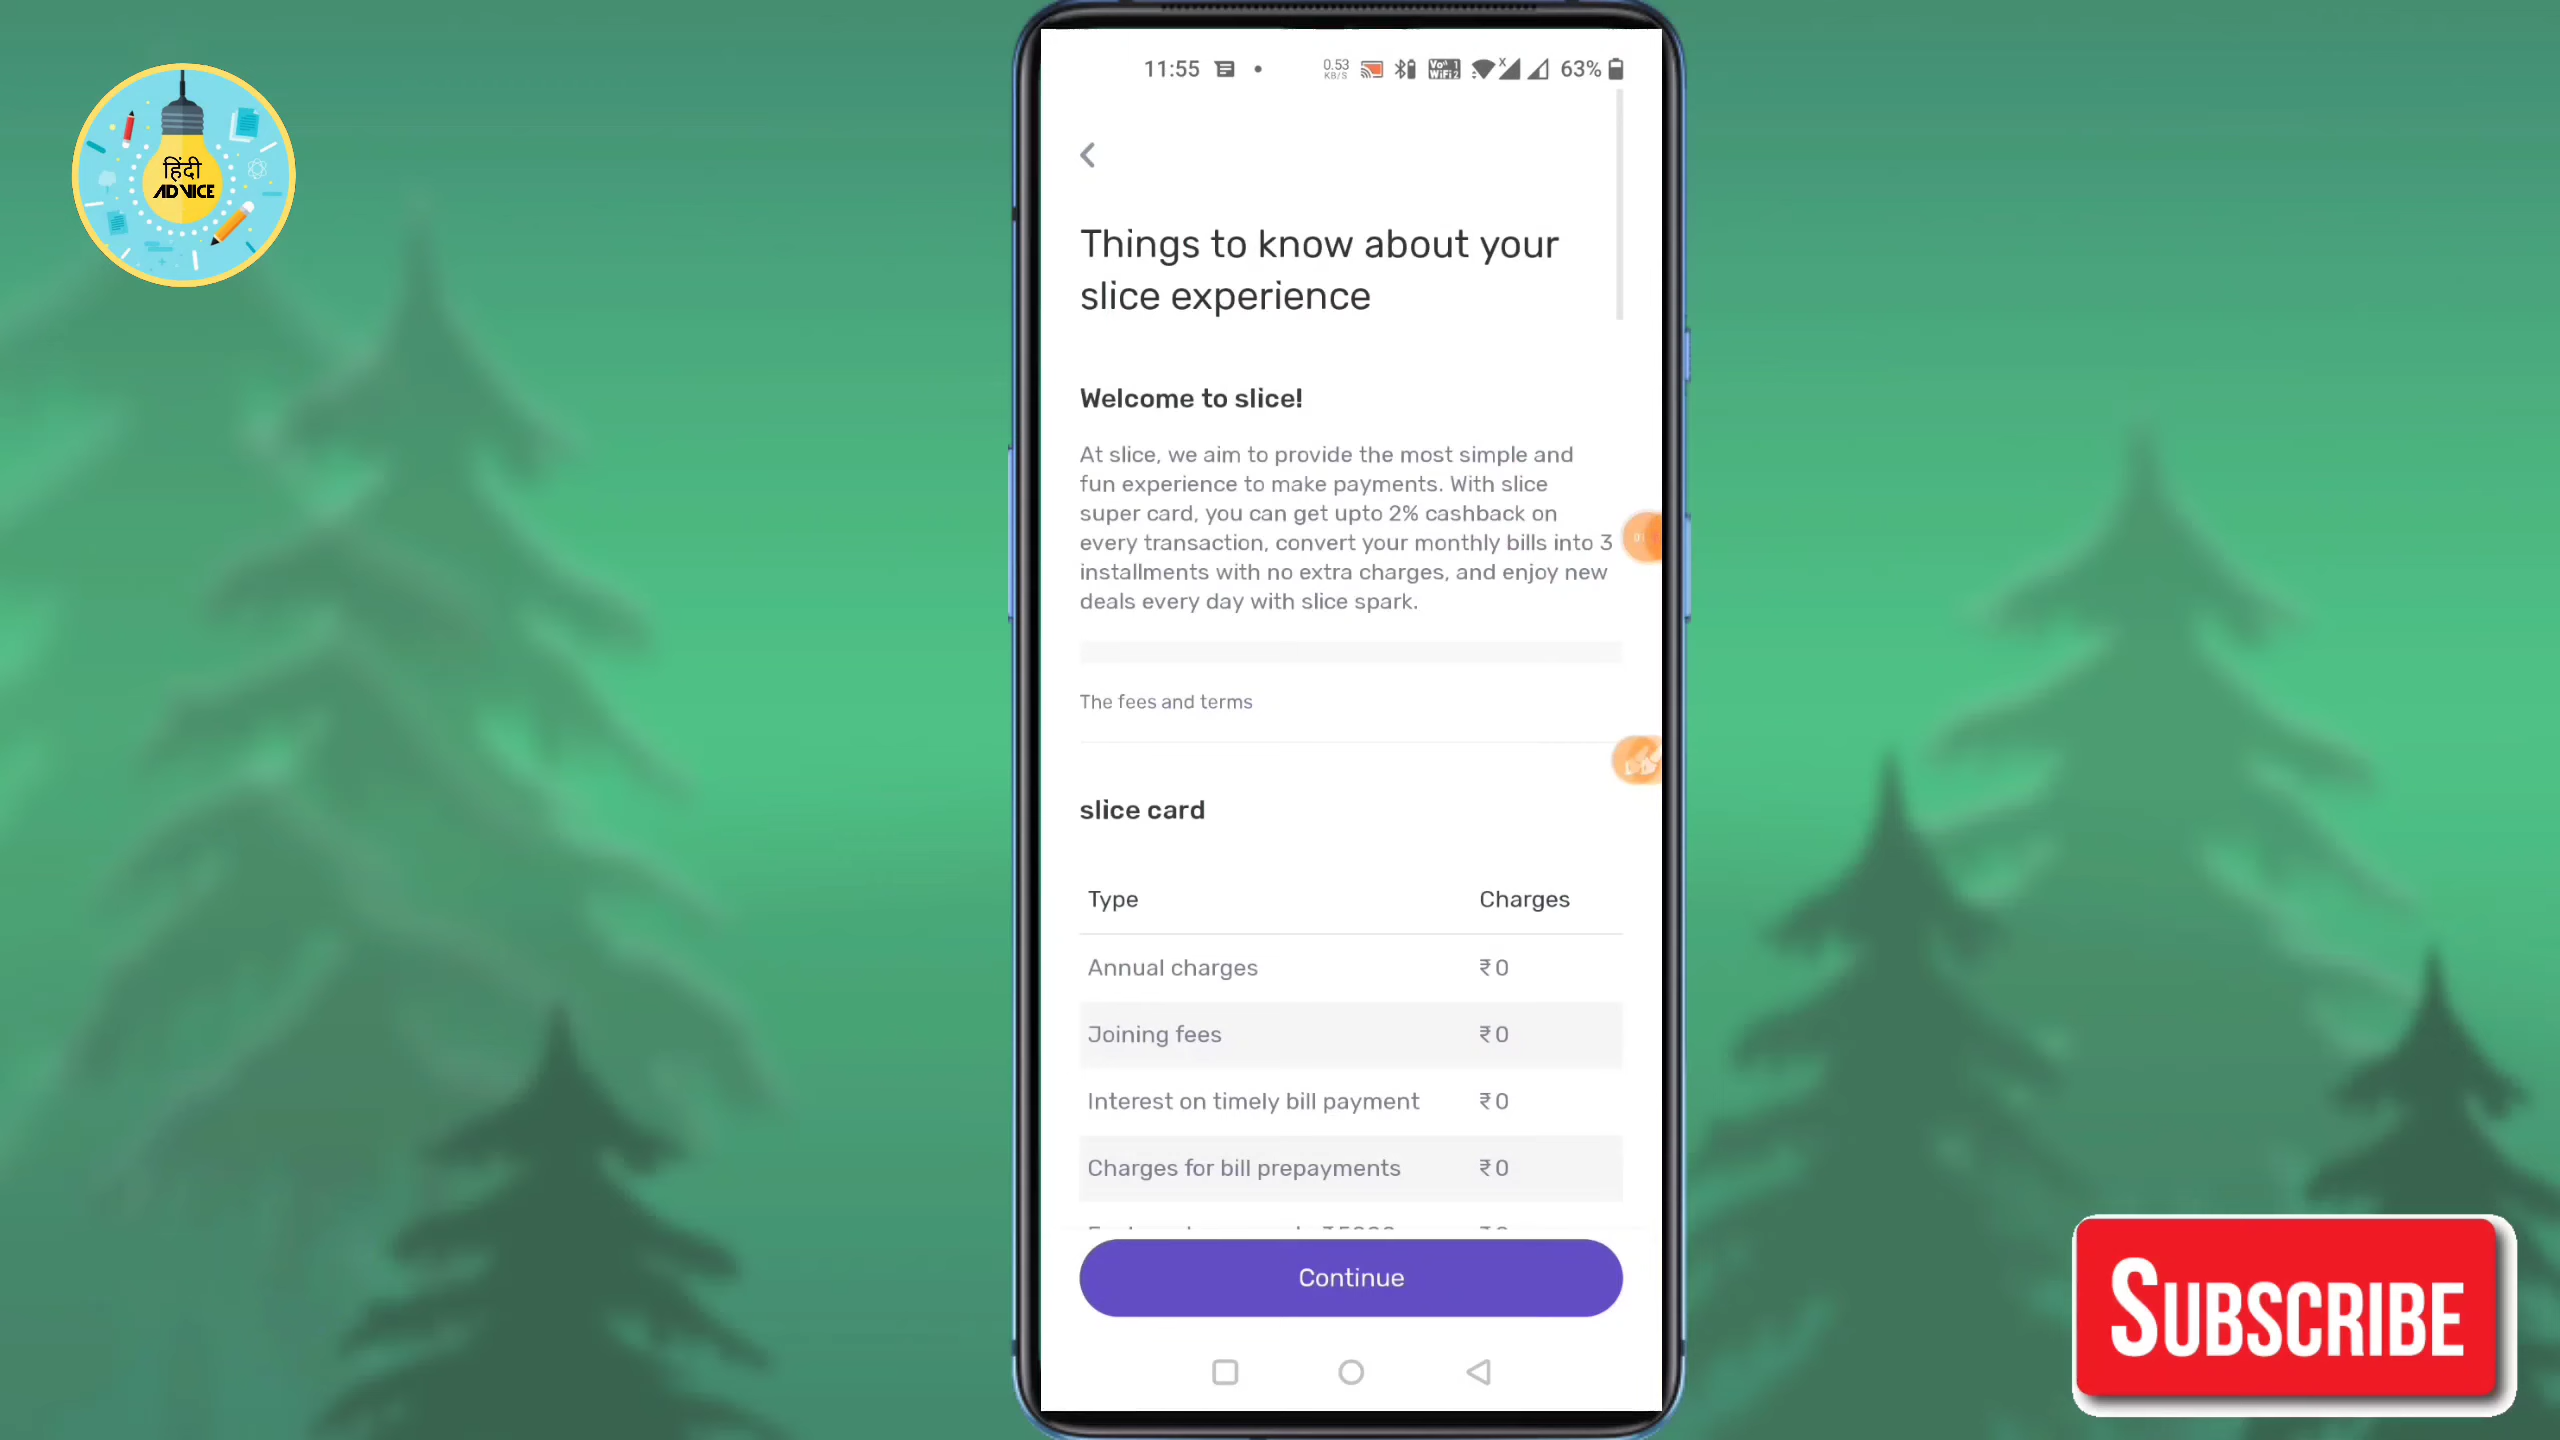 हिंदी
ADVICE
11:55
0.53
KB/S
63%
Things to know about your
slice experience
Welcome to slice!
At slice, we aim to provide the most simple and
fun experience to make payments. With slice
super card, you can get upto 2% cashback on
every transaction, convert your monthly bills into 3
installments with no extra charges, and enjoy new
deals every day with slice spark.
The fees and terms
slice card
Type Charges
Annual charges ₹0
Joining fees ₹0
Interest on timely bill payment ₹0
Charges for bill prepayments ₹0
Continue
SUBSCRIBE